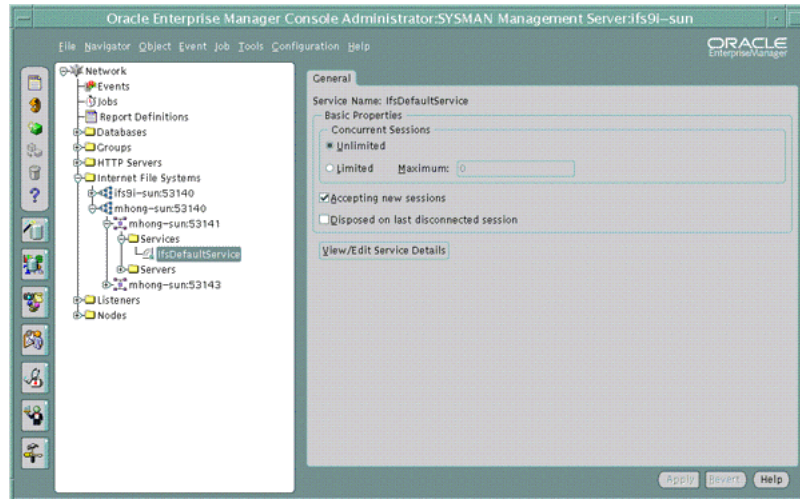 Oracle Enterprise Manager Console Administrator:SYSMAN Management Server:ifs9i-sun
File Navigator Object Event Job Tools Configuration Help
ORACLE
EnterpriseManager
Network
Events
Jobs
Report Definitions
Databases
Groups
HTTP Servers
Internet File Systems
ifs9i-sun:53140
mhong-sun:53140
mhong-sun:53141
Services
IfsDefaultService
Servers
mhong-sun:53143
Listeners
Nodes
General
Service Name: IfsDefaultService
Basic Properties
Concurrent Sessions
Unlimited
Limited Maximum: 0
Accepting new sessions
Disposed on last disconnected session
View/Edit Service Details
Apply Revert Help